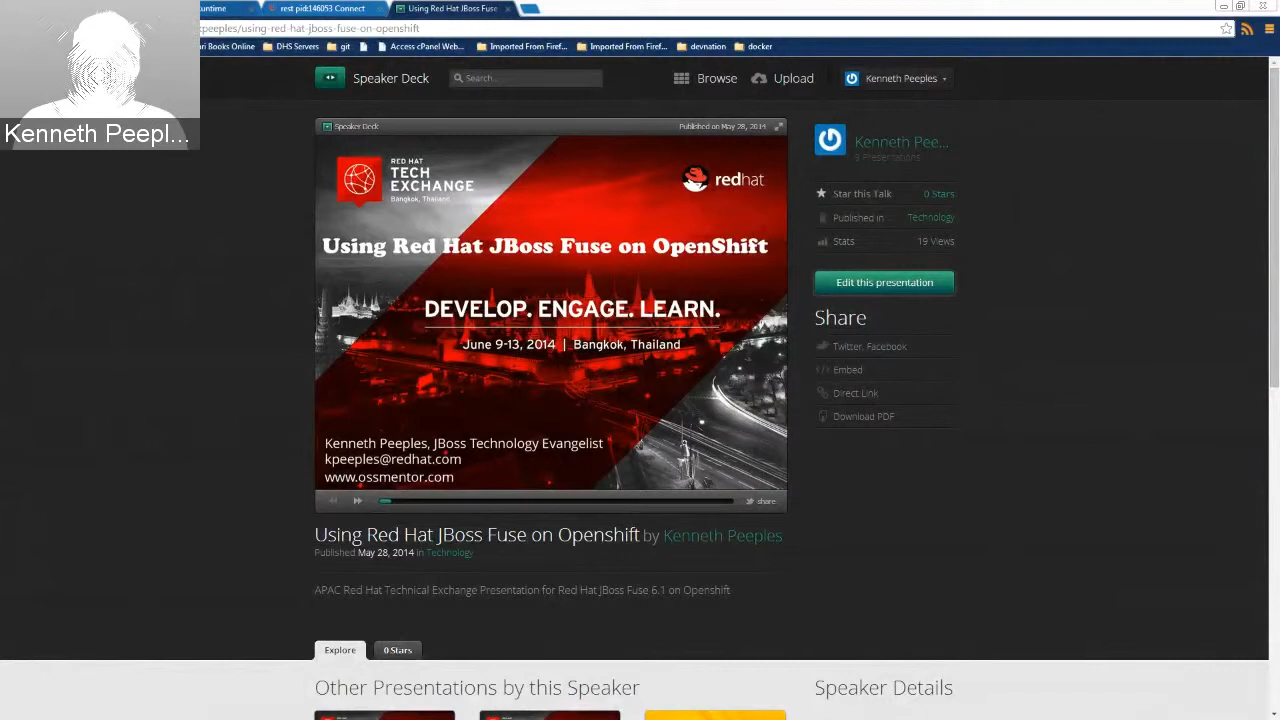 untime
rest pid:146053 Connect
Using Red Hat JBoss Fuse
kpeeples/using-red-hat-jboss-fuse-on-openshift
ari Books Online
DHS Servers
git
Access cPanel Web...
Imported From Firef...
Imported From Firef...
devnation
docker
Kenneth Peepl...
Speaker Deck
Search...
Browse
Upload
Kenneth Peeples
Speaker Deck
Published on May 28, 2014
RED HAT
TECH
EXCHANGE
Bangkok, Thailand
redhat
Using Red Hat JBoss Fuse on OpenShift
DEVELOP. ENGAGE. LEARN.
June 9-13, 2014 | Bangkok, Thailand
Kenneth Peeples, JBoss Technology Evangelist
kpeeples@redhat.com
www.ossmentor.com
share
Kenneth Pee...
9 Presentations
Star this Talk 0 Stars
Published in Technology
Stats 19 Views
Edit this presentation
Share
Twitter, Facebook
Embed
Direct Link
Download PDF
Using Red Hat JBoss Fuse on Openshift by Kenneth Peeples
Published May 28, 2014 in Technology
APAC Red Hat Technical Exchange Presentation for Red Hat JBoss Fuse 6.1 on Openshift
Explore
0 Stars
Other Presentations by this Speaker
Speaker Details